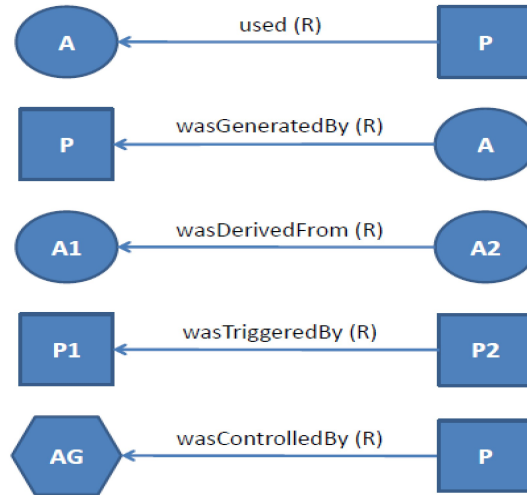 A used (R) P
P wasGeneratedBy (R) A
A1 wasDerivedFrom (R) A2
P1 wasTriggeredBy (R) P2
AG wasControlledBy (R) P